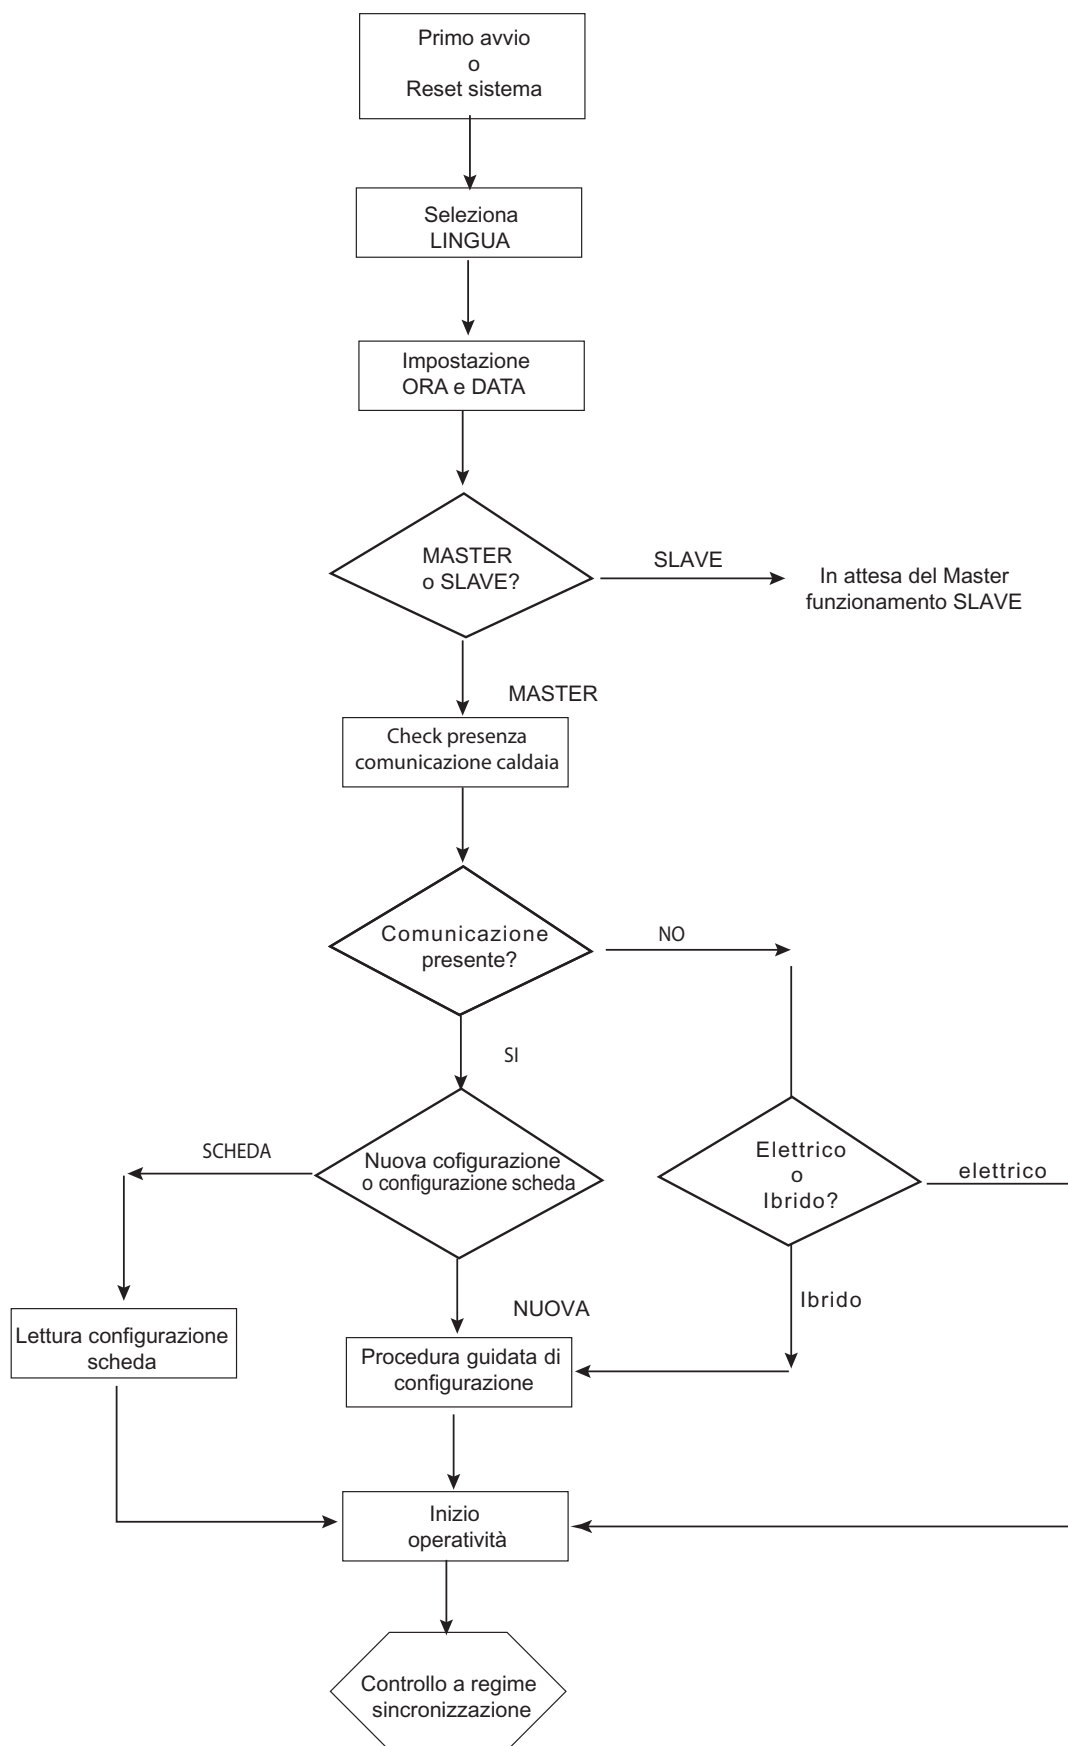 Primo avvio
o
Reset sistema
Seleziona
LINGUA
Impostazione
ORA e DATA
MASTER
o SLAVE?
SLAVE
In attesa del Master
funzionamento SLAVE
MASTER
Check presenza
comunicazione caldaia
Comunicazione
presente?
NO
SI
SCHEDA
Nuova cofigurazione
o configurazione scheda
Elettrico
o
Ibrido?
elettrico
Ibrido
NUOVA
Lettura configurazione
scheda
Procedura guidata di
configurazione
Inizio
operatività
Controllo a regime
sincronizzazione